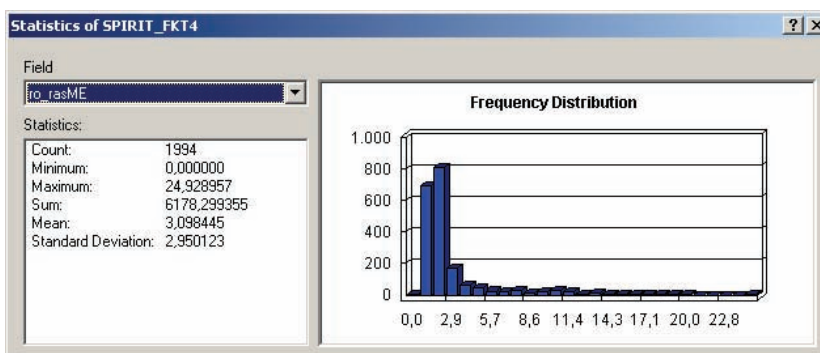 Statistics of SPIRIT_FKT4
Field
ro_rasME
Statistics:
Count: 1994
Minimum: 0,000000
Maximum: 24,928957
Sum: 6178,299355
Mean: 3,098445
Standard Deviation: 2,950123
Frequency Distribution
1.000
800
600
400
200
0
0,0 2,9 5,7 8,6 11,4 14,3 17,1 20,0 22,8